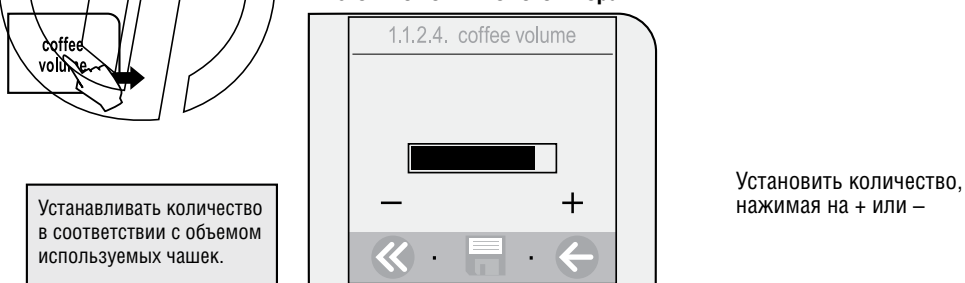 1.1.2.4. coffee volume
coffee
volume
Устанавливать количество
в соответствии с объемом
используемых чашек.
– +
Установить количество,
нажимая на + или –